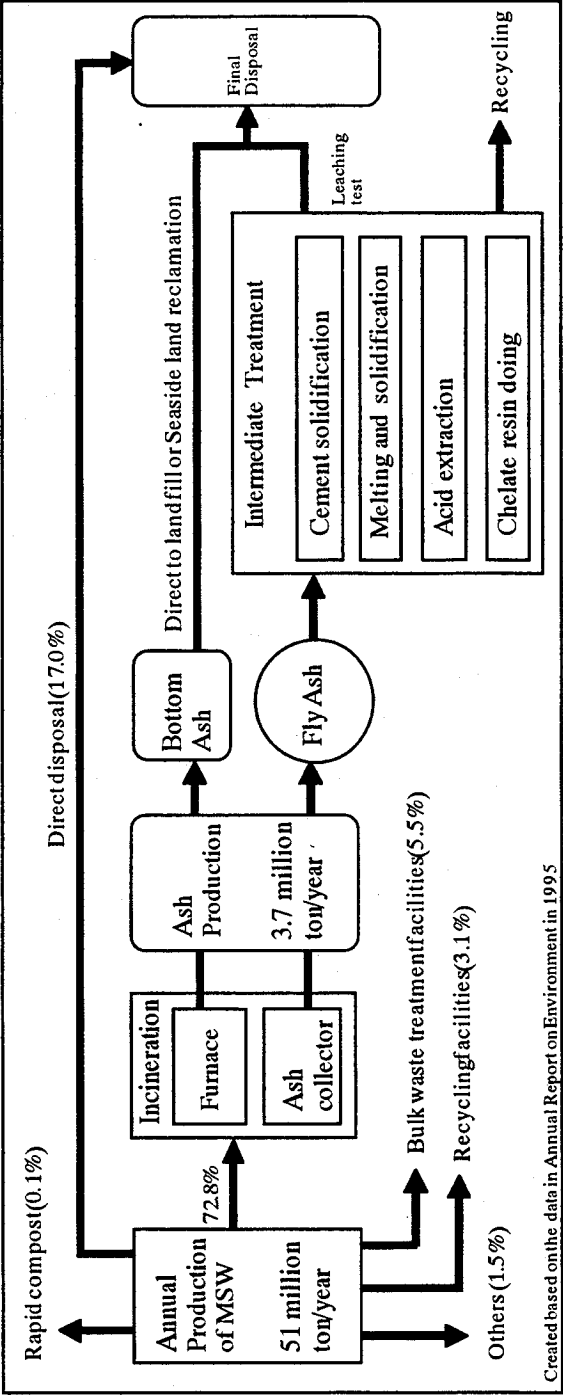 Rapid compost(0.1%)
Direct disposal(17.0%)
Annual
Production
of MSW
51 million
ton/year
72.8%
Incineration
Furnace
Ash
collector
Ash
Production
3.7 million
ton/year
Bottom
Ash
Fly Ash
Direct to landfill or Seaside land reclamation
Intermediate Treatment
Cement solidification
Melting and solidification
Acid extraction
Chelate resin doing
Leaching
test
Final
Disposal
Recycling
Bulk waste treatment facilities(5.5%)
Recycling facilities(3.1%)
Others (1.5%)
Created based on the data in Annual Report on Environment in 1995